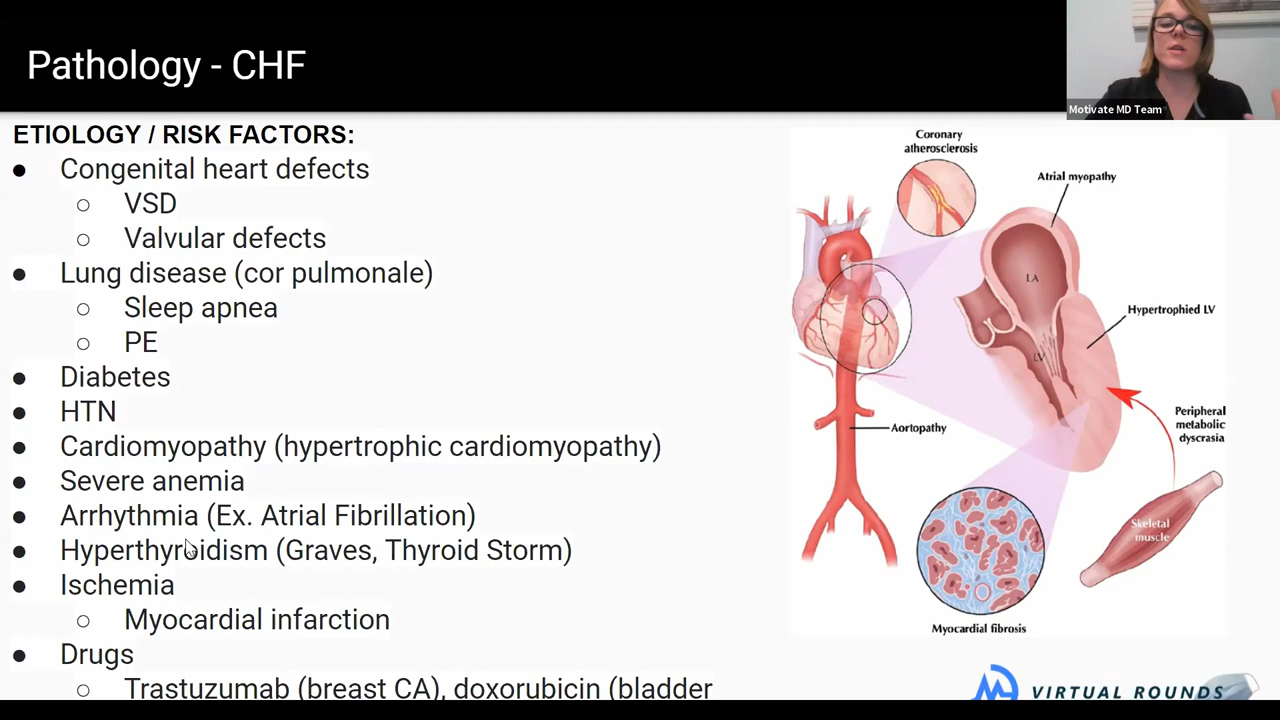 Pathology - CHF
Motivate MD Team
ETIOLOGY / RISK FACTORS:
● Congenital heart defects
○ VSD
○ Valvular defects
● Lung disease (cor pulmonale)
○ Sleep apnea
○ PE
● Diabetes
● HTN
● Cardiomyopathy (hypertrophic cardiomyopathy)
● Severe anemia
● Arrhythmia (Ex. Atrial Fibrillation)
● Hyperthyroidism (Graves, Thyroid Storm)
● Ischemia
○ Myocardial infarction
● Drugs
○ Trastuzumab (breast CA), doxorubicin (bladder
Coronary
atherosclerosis
Atrial myopathy
LA
Hypertrophied LV
LV
Peripheral
metabolic
dyscrasia
Aortopathy
Skeletal
muscle
Myocardial fibrosis
VIRTUAL ROUNDS